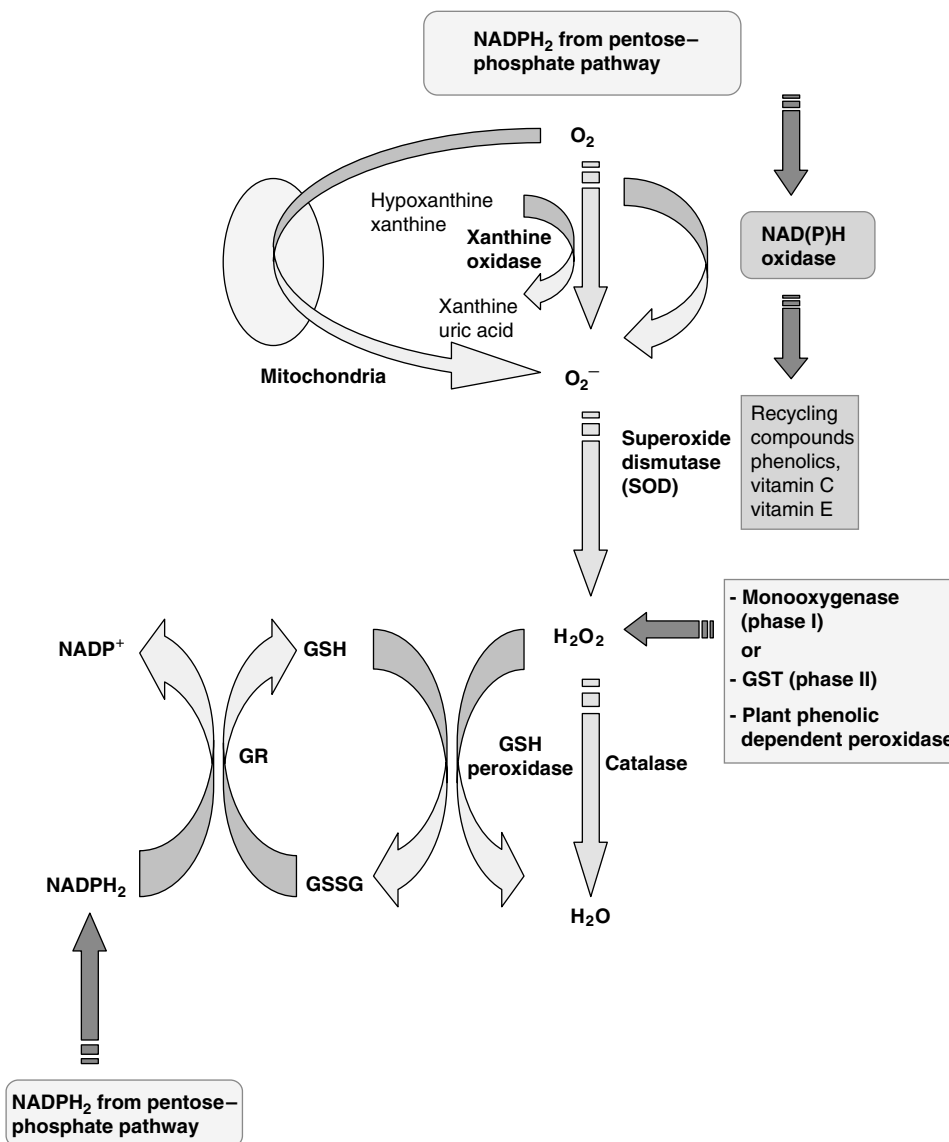 NADPH₂ from pentose–
phosphate pathway
O₂
Hypoxanthine
xanthine
Xanthine
oxidase
NAD(P)H
oxidase
Xanthine
uric acid
Mitochondria
O₂⁻
Recycling
compounds
phenolics,
vitamin C
vitamin E
Superoxide
dismutase
(SOD)
- Monooxygenase
(phase I)
or
- GST (phase II)
- Plant phenolic
dependent peroxidase
NADP⁺
GSH
H₂O₂
GR
GSH
peroxidase
Catalase
NADPH₂
GSSG
H₂O
NADPH₂ from pentose–
phosphate pathway